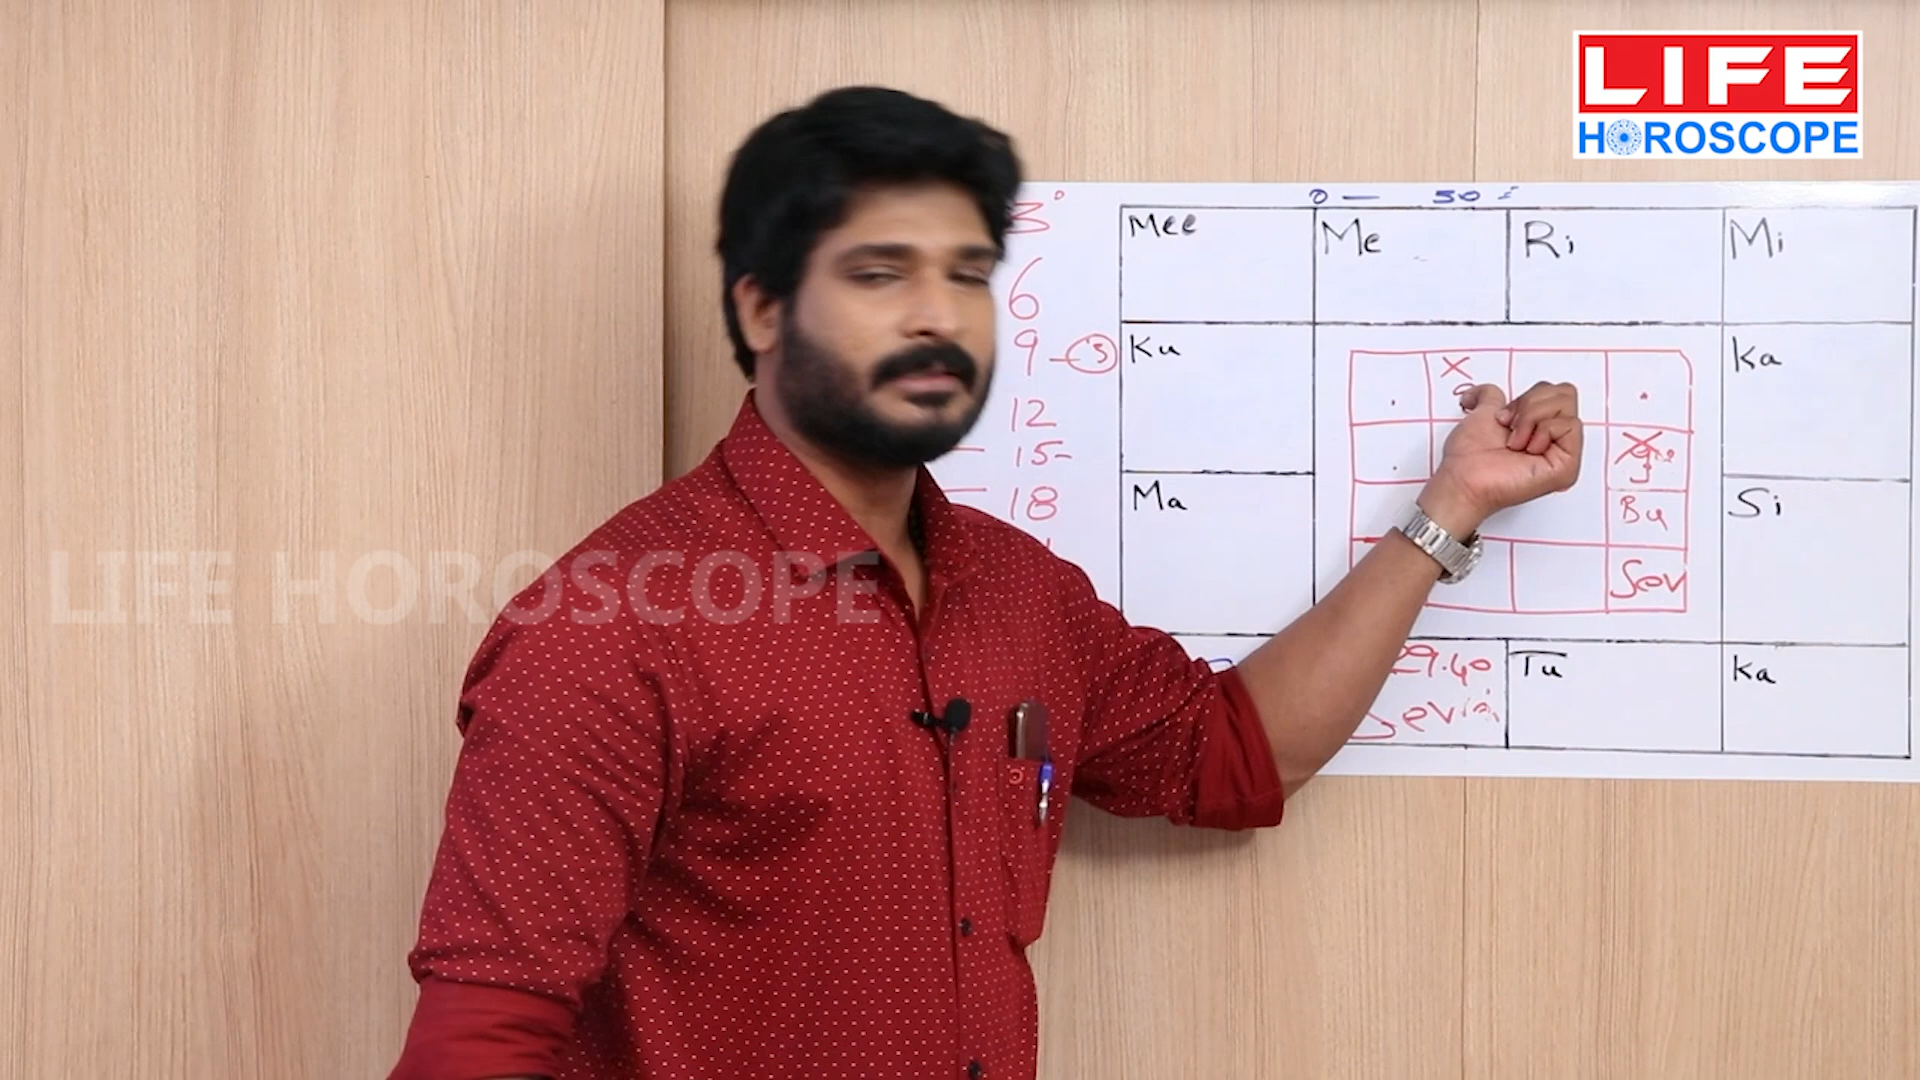 LIFE
HOROSCOPE
0 — 50
3°
6
9 — 3
12
15-
18
Mee
Me
Ri
Mi
Ku
Ka
Ma
Si
x
Bu
Sev
29.40
Tu
Ka
LIFE HOROSCOPE